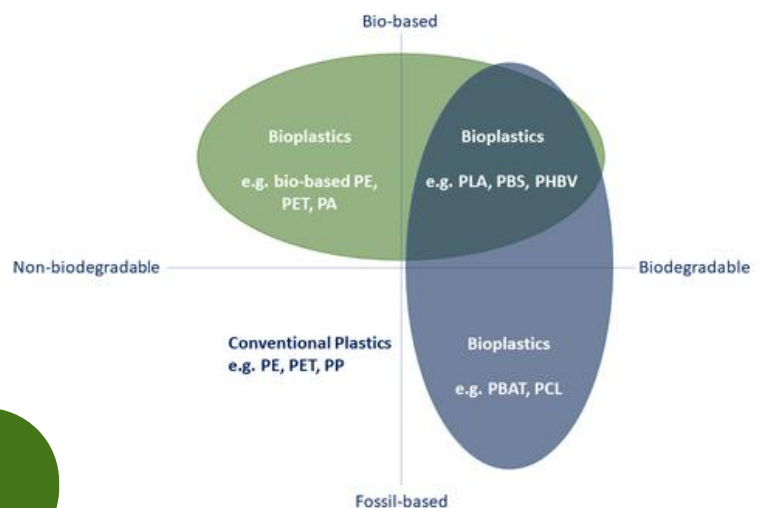 Bio-based
Bioplastics
e.g. bio-based PE,
PET, PA
Bioplastics
e.g. PLA, PBS, PHBV
Non-biodegradable
Biodegradable
Conventional Plastics
e.g. PE, PET, PP
Bioplastics
e.g. PBAT, PCL
Fossil-based